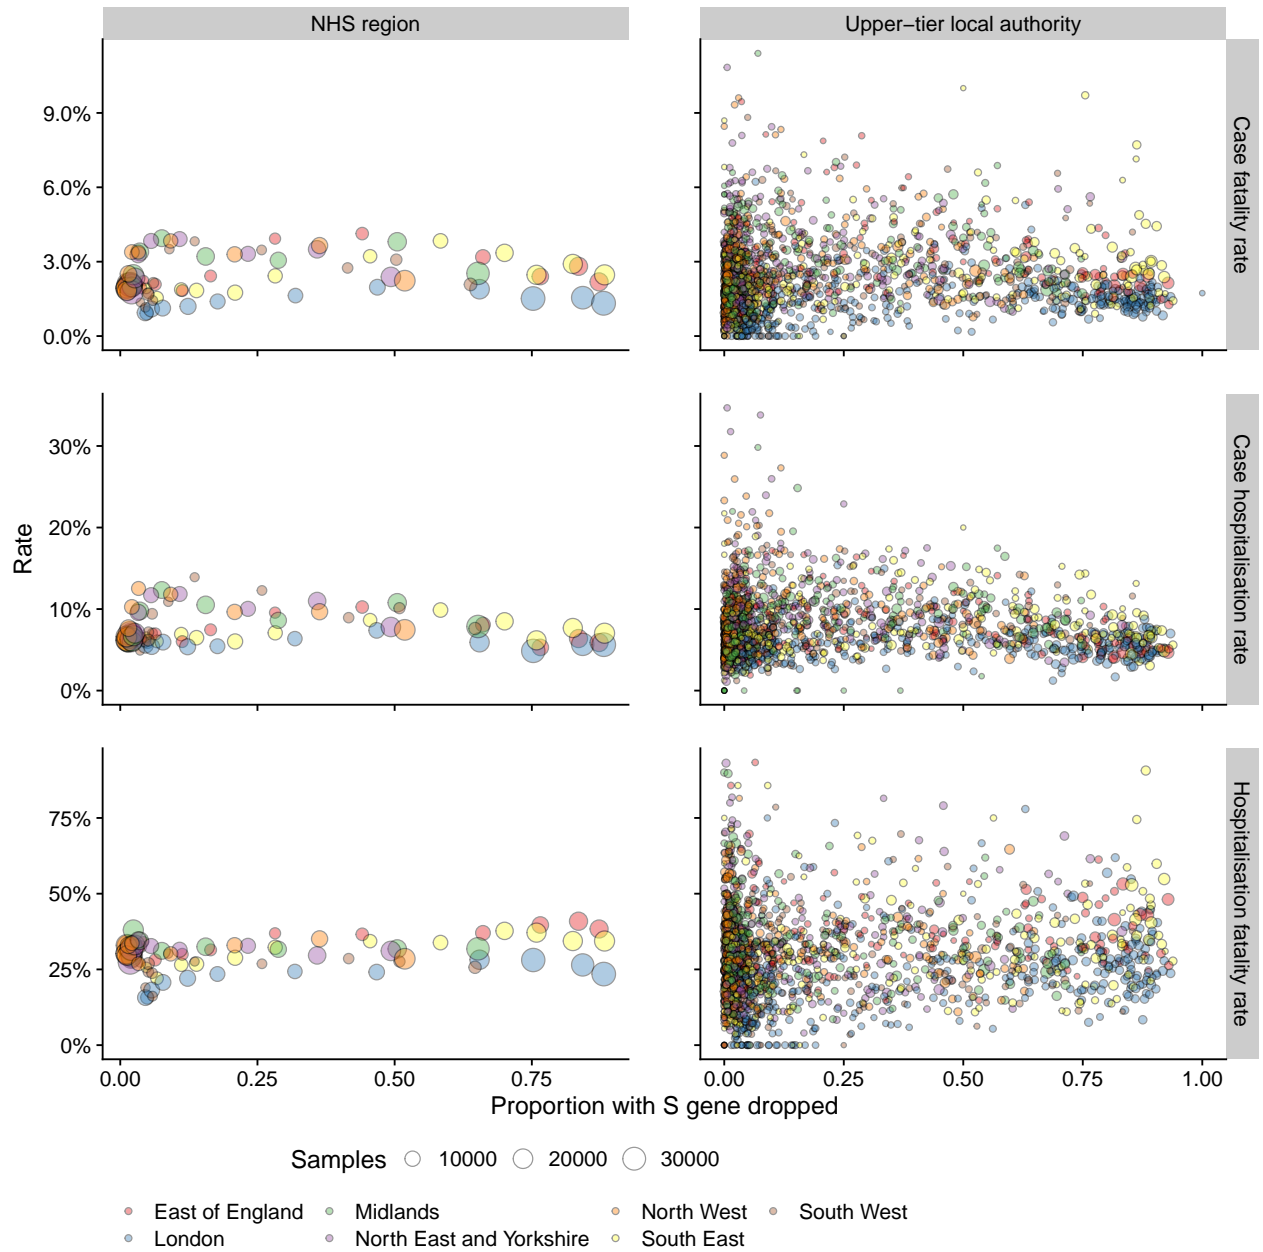 NHS region
Upper−tier local authority
9.0%
6.0%
3.0%
0.0%
Case fatality rate
30%
20%
10%
0%
Case hospitalisation rate
Rate
75%
50%
25%
0%
Hospitalisation fatality rate
0.00 0.25 0.50 0.75
0.00 0.25 0.50 0.75 1.00
Proportion with S gene dropped
Samples 10000 20000 30000
East of England Midlands North West South West
London North East and Yorkshire South East